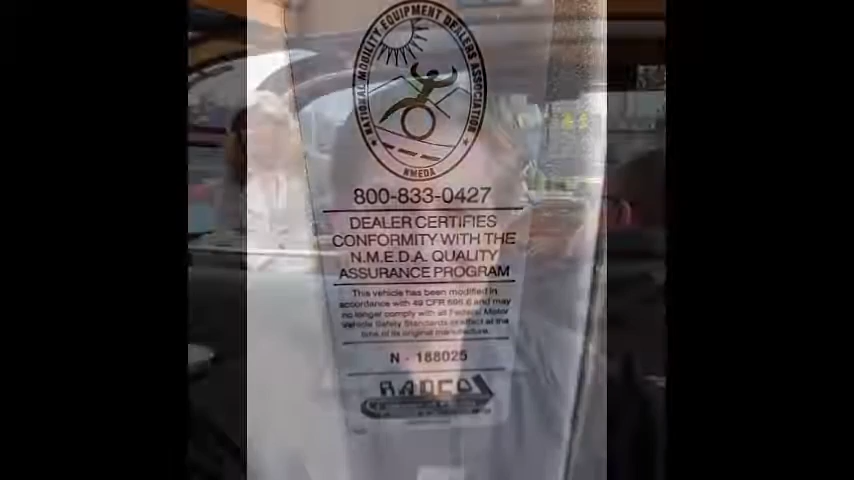 NATIONAL MOBILITY EQUIPMENT DEALERS ASSOCIATION
NMEDA
800-833-0427
DEALER CERTIFIES
CONFORMITY WITH THE
N.M.E.D.A. QUALITY
ASSURANCE PROGRAM
This vehicle has been modified in
accordance with 49 CFR 595.6 and may
no longer comply with all Federal Motor
Vehicle Safety Standards in effect at the
time of its original manufacture.
N - 188025